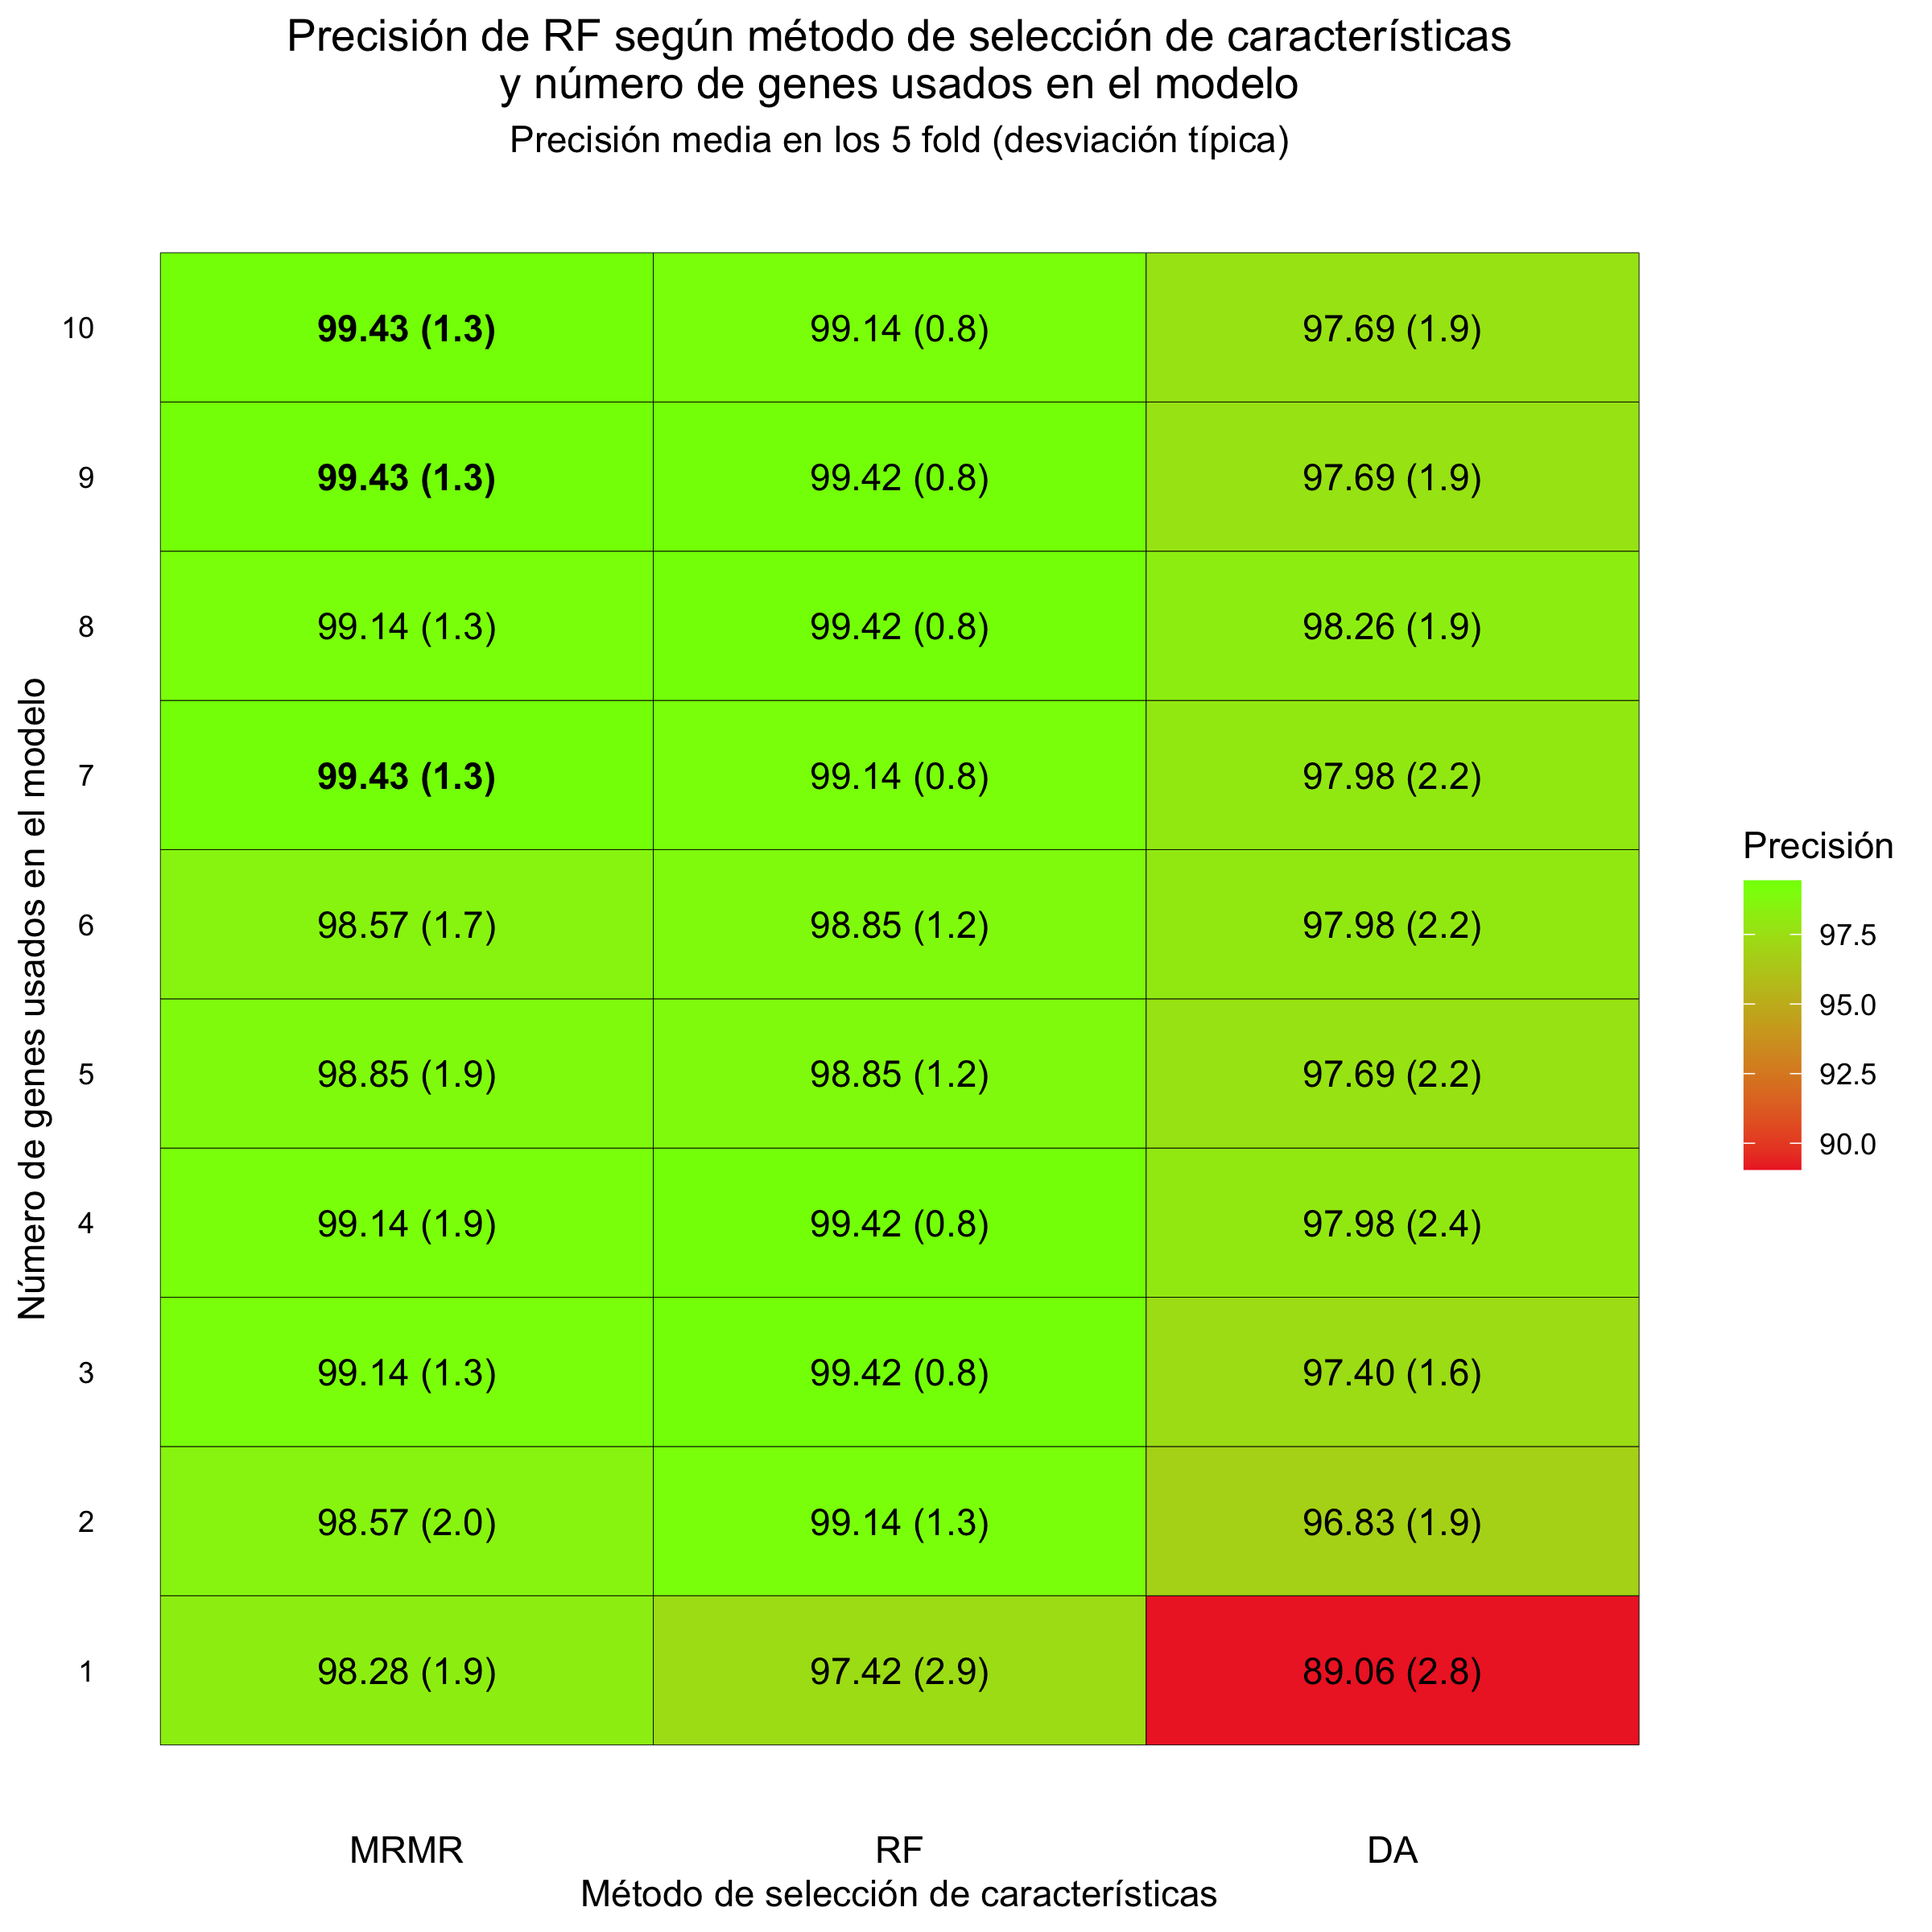 Precisión de RF según método de selección de características
y número de genes usados en el modelo
Precisión media en los 5 fold (desviación típica)
Número de genes usados en el modelo
10 99.43 (1.3) 99.14 (0.8) 97.69 (1.9)
9 99.43 (1.3) 99.42 (0.8) 97.69 (1.9)
8 99.14 (1.3) 99.42 (0.8) 98.26 (1.9)
7 99.43 (1.3) 99.14 (0.8) 97.98 (2.2)
6 98.57 (1.7) 98.85 (1.2) 97.98 (2.2)
5 98.85 (1.9) 98.85 (1.2) 97.69 (2.2)
4 99.14 (1.9) 99.42 (0.8) 97.98 (2.4)
3 99.14 (1.3) 99.42 (0.8) 97.40 (1.6)
2 98.57 (2.0) 99.14 (1.3) 96.83 (1.9)
1 98.28 (1.9) 97.42 (2.9) 89.06 (2.8)
MRMR RF DA
Método de selección de características
Precisión
97.5
95.0
92.5
90.0